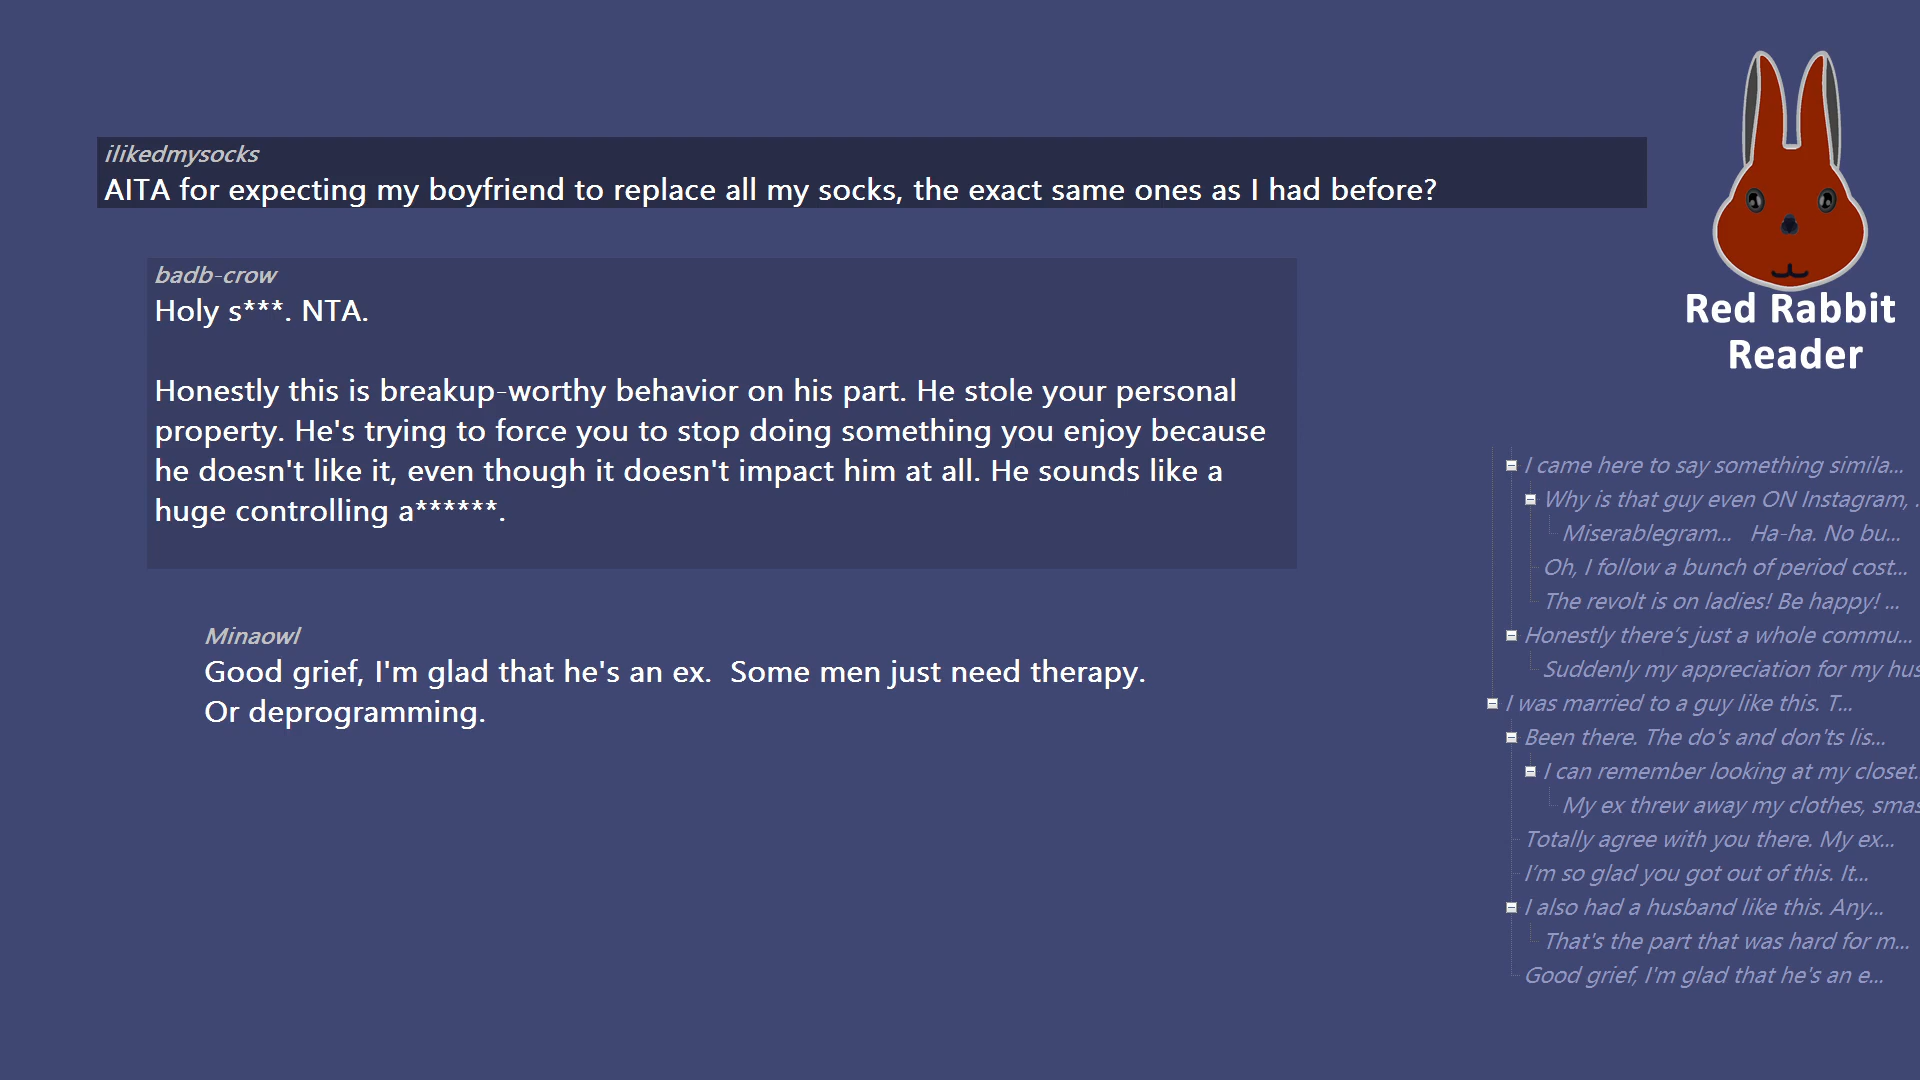 ilikedmysocks
AITA for expecting my boyfriend to replace all my socks, the exact same ones as I had before?
badb-crow
Holy s***. NTA.
Honestly this is breakup-worthy behavior on his part. He stole your personal
property. He's trying to force you to stop doing something you enjoy because
he doesn't like it, even though it doesn't impact him at all. He sounds like a
huge controlling a******.
Minaowl
Good grief, I'm glad that he's an ex.  Some men just need therapy.
Or deprogramming.
Red Rabbit
Reader
I came here to say something simila...
Why is that guy even ON Instagram, .
Miserablegram...   Ha-ha. No bu...
Oh, I follow a bunch of period cost...
The revolt is on ladies! Be happy! ...
Honestly there’s just a whole commu...
Suddenly my appreciation for my hus
I was married to a guy like this. T...
Been there. The do's and don'ts lis...
I can remember looking at my closet.
My ex threw away my clothes, smas
Totally agree with you there. My ex...
I’m so glad you got out of this. It...
I also had a husband like this. Any...
That's the part that was hard for m...
Good grief, I'm glad that he's an e...